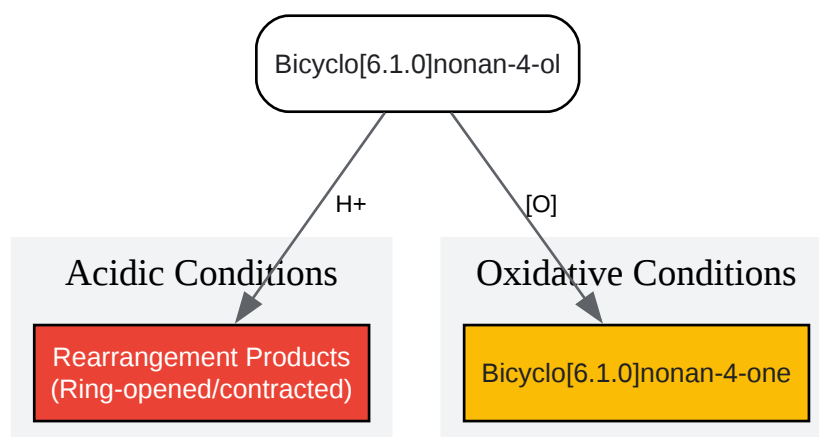 Bicyclo[6.1.0]nonan-4-ol
H+
[O]
Acidic Conditions
Oxidative Conditions
Rearrangement Products
(Ring-opened/contracted)
Bicyclo[6.1.0]nonan-4-one